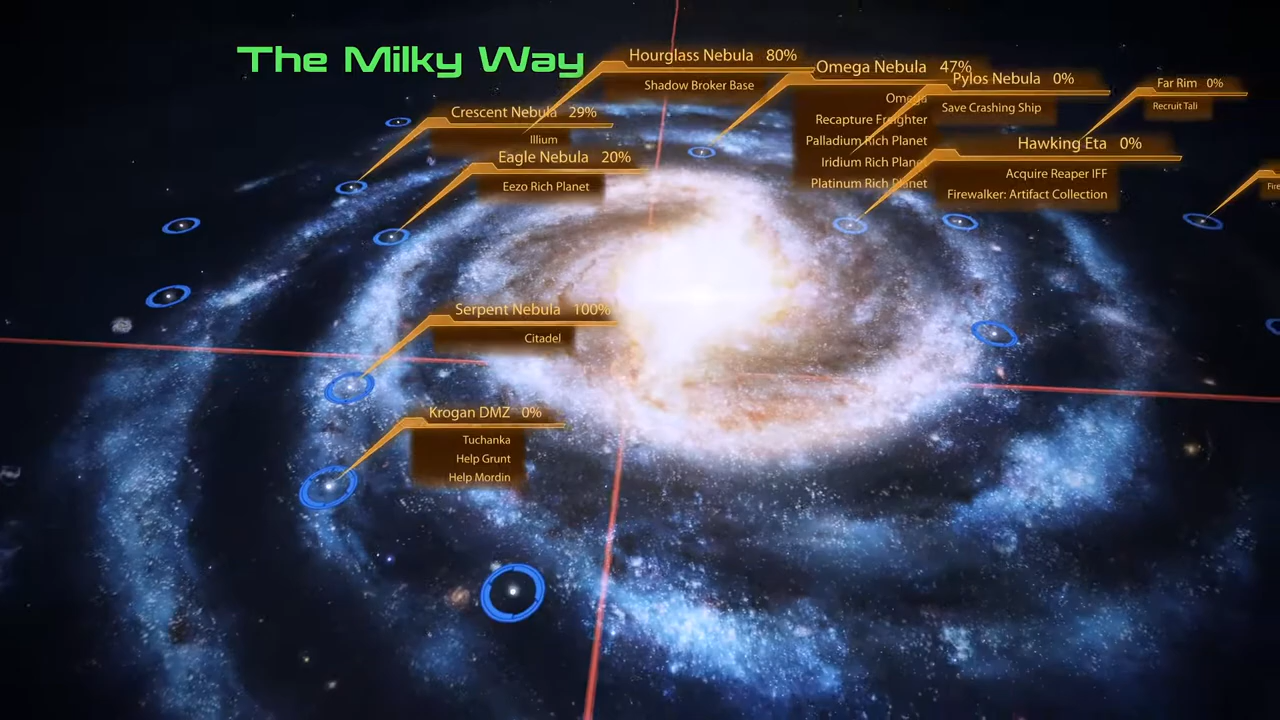 The Milky Way
Hourglass Nebula 80%
Shadow Broker Base
Omega Nebula 47%
Omega
Recapture Freighter
Palladium Rich Planet
Iridium Rich Planet
Platinum Rich Planet
Pylos Nebula 0%
Save Crashing Ship
Far Rim 0%
Recruit Tali
Crescent Nebula 29%
Illium
Eagle Nebula 20%
Eezo Rich Planet
Hawking Eta 0%
Acquire Reaper IFF
Firewalker: Artifact Collection
Serpent Nebula 100%
Citadel
Krogan DMZ 0%
Tuchanka
Help Grunt
Help Mordin